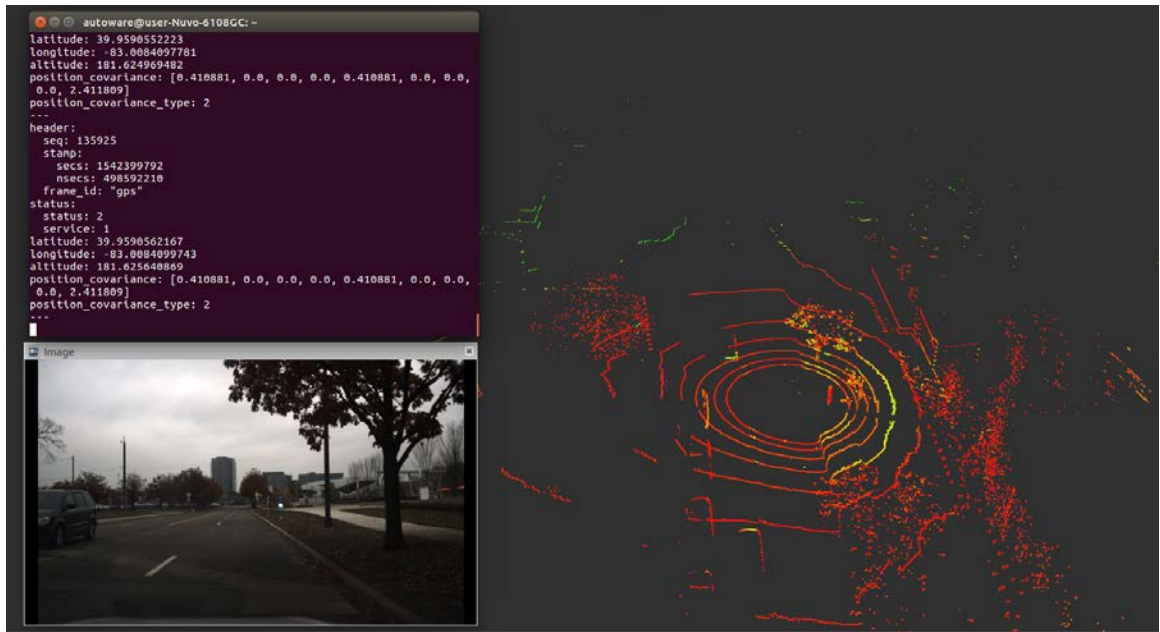 autoware@user-Nuvo-6108GC: ~
latitude: 39.9590552223
longitude: -83.0084097781
altitude: 181.624969482
position_covariance: [0.410881, 0.0, 0.0, 0.0, 0.410881, 0.0, 0.0,
0.0, 2.411809]
position_covariance_type: 2
---
header:
seq: 135925
stamp:
secs: 1542399792
nsecs: 498592210
frame_id: "gps"
status:
status: 2
service: 1
latitude: 39.9590562167
longitude: -83.0084099743
altitude: 181.625640869
position_covariance: [0.410881, 0.0, 0.0, 0.0, 0.410881, 0.0, 0.0,
0.0, 2.411809]
position_covariance_type: 2
---
Image